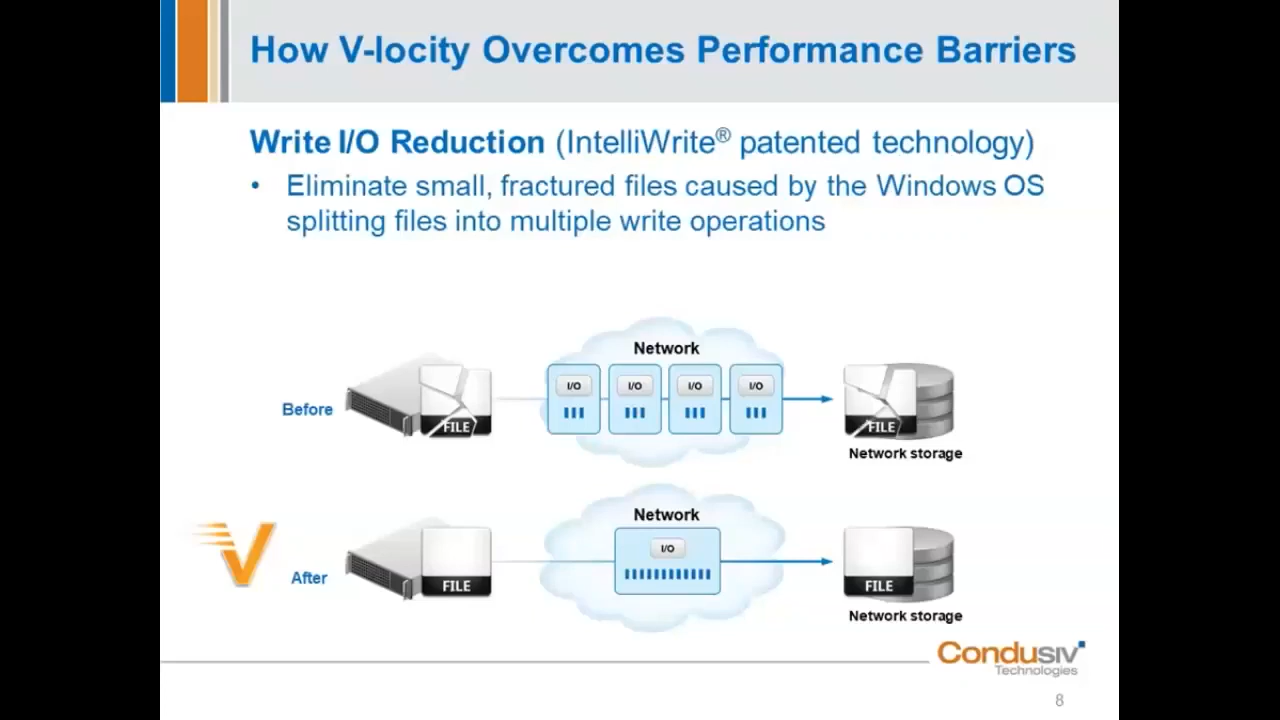 How V-locity Overcomes Performance Barriers
Write I/O Reduction (IntelliWrite® patented technology)
• Eliminate small, fractured files caused by the Windows OS
splitting files into multiple write operations
Network
I/O I/O I/O I/O
Before
FILE
FILE
Network storage
Network
I/O
V
After
FILE
FILE
Network storage
Condusiv
Technologies
8